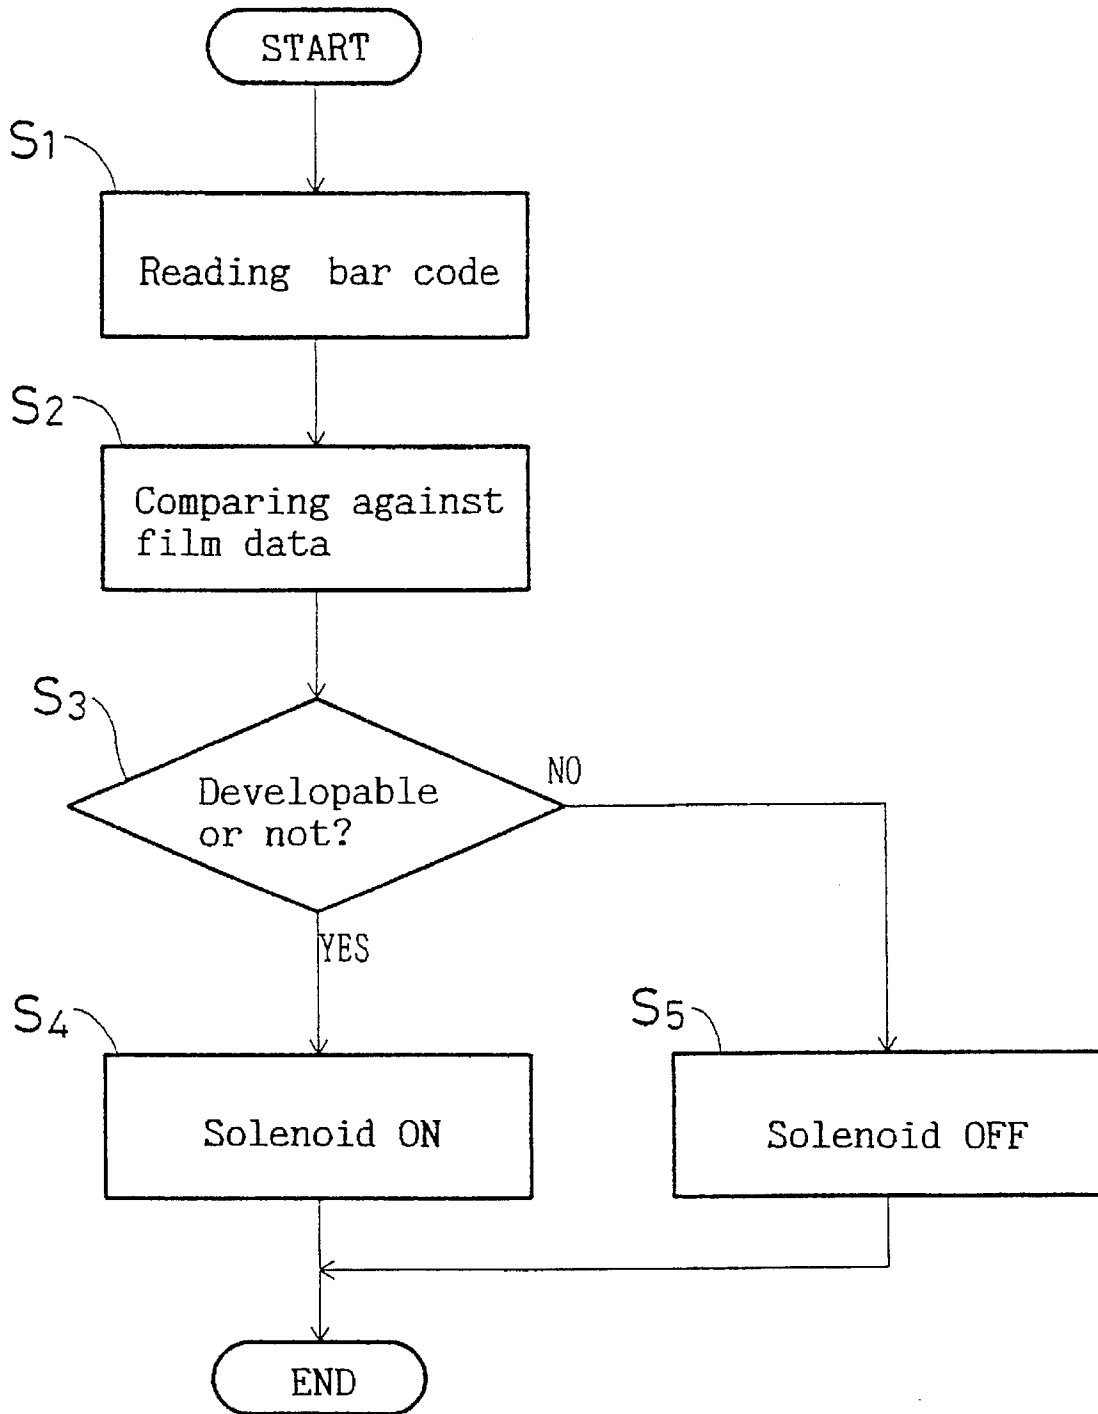 START
S1
Reading bar code
S2
Comparing against
film data
S3
Developable
or not?
NO
YES
S4
Solenoid ON
S5
Solenoid OFF
END